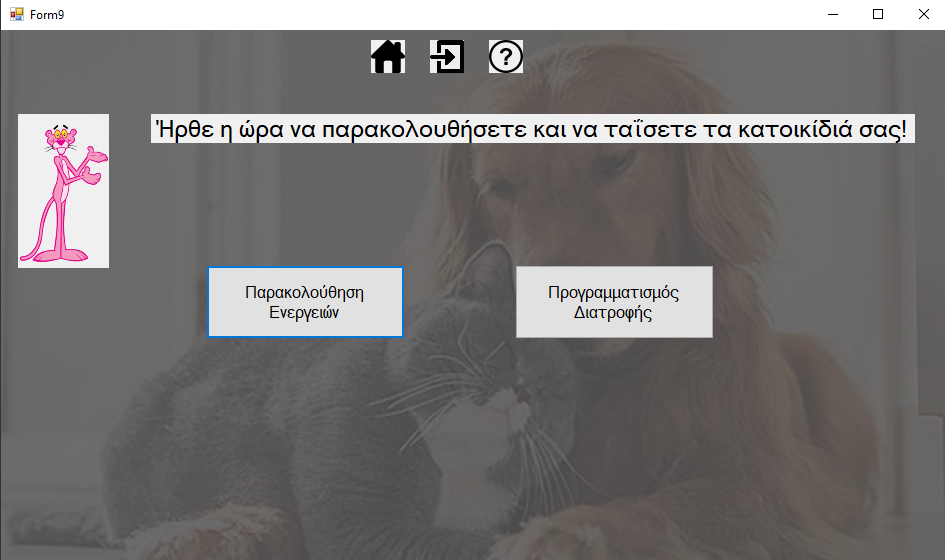 Form9
?
Ήρθε η ώρα να παρακολουθήσετε και να ταΐσετε τα κατοικίδιά σας!
Παρακολούθηση
Ενεργειών
Προγραμματισμός
Διατροφής